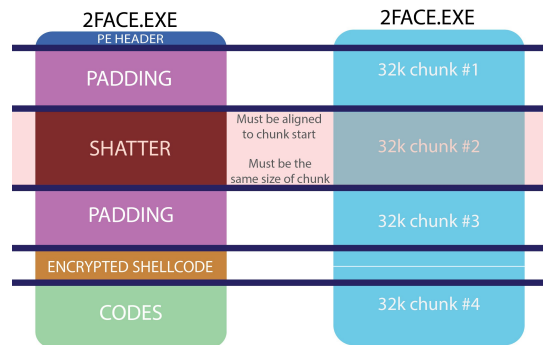 2FACE.EXE
PE HEADER
PADDING
SHATTER
PADDING
ENCRYPTED SHELLCODE
CODES
Must be aligned
to chunk start
Must be the
same size of chunk
2FACE.EXE
32k chunk #1
32k chunk #2
32k chunk #3
32k chunk #4